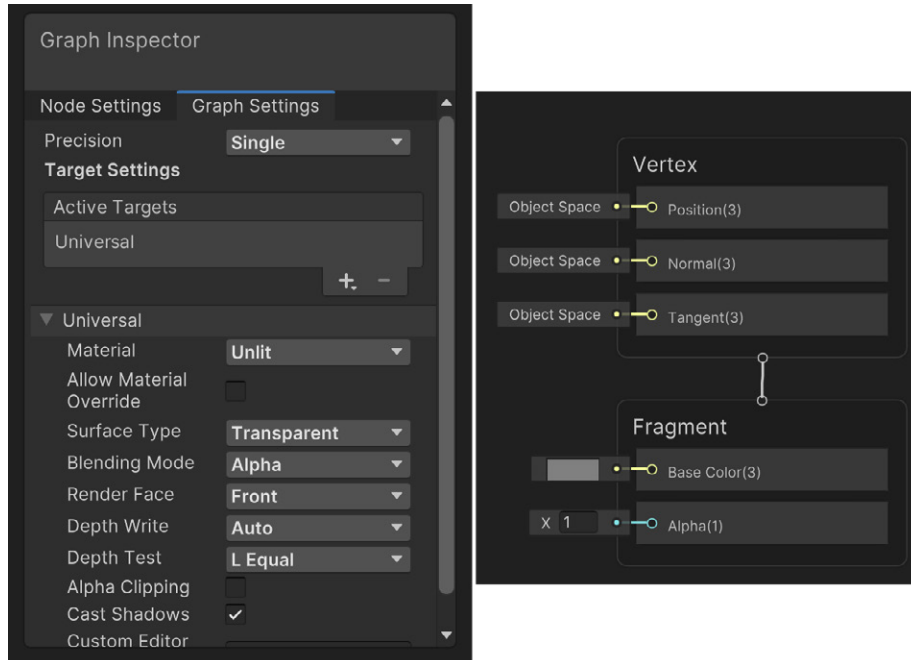 Graph Inspector
Node Settings Graph Settings
Precision Single
Target Settings
Active Targets
Universal
+ −
Universal
Material Unlit
Allow Material
Override
Surface Type Transparent
Blending Mode Alpha
Render Face Front
Depth Write Auto
Depth Test L Equal
Alpha Clipping
Cast Shadows
Custom Editor
Vertex
Object Space Position(3)
Object Space Normal(3)
Object Space Tangent(3)
Fragment
Base Color(3)
X 1 Alpha(1)